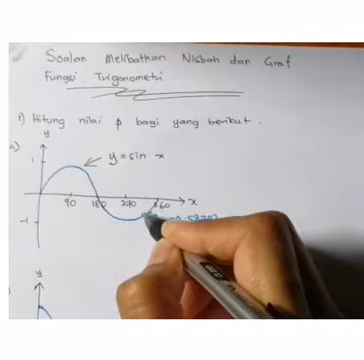 Soalan Melibatkan Nisbah dan Graf
Fungsi Trigonometri
1) Hitung nilai p bagi yang berikut.
a)
y
1
y = sin x
90 180 270 360 x
-1
y